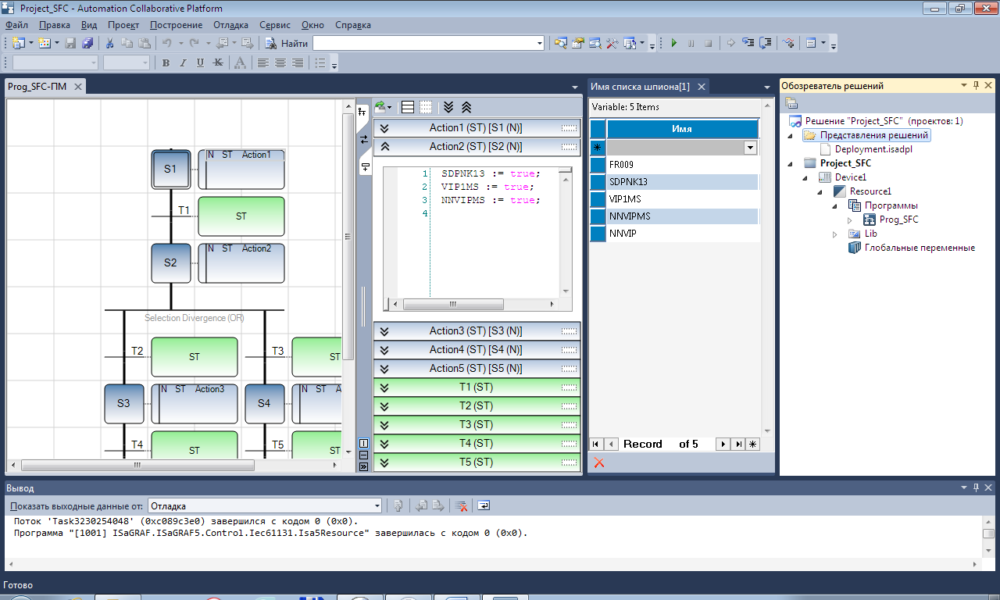 Project_SFC - Automation Collaborative Platform
Файл Правка Вид Проект Построение Отладка Сервис Окно Справка
Найти
B I U K A
Prog_SFC-ПМ
S1
N ST Action1
T1
ST
S2
N ST Action2
Selection Divergence (OR)
T2
ST
T3
ST
S3
N ST Action3
S4
N ST A
T4
ST
T5
ST
Action1 (ST) [S1 (N)]
Action2 (ST) [S2 (N)]
1 SDPNK13 := true;
2 VIP1MS := true;
3 NNVIPMS := true;
4
Action3 (ST) [S3 (N)]
Action4 (ST) [S4 (N)]
Action5 (ST) [S5 (N)]
T1 (ST)
T2 (ST)
T3 (ST)
T4 (ST)
T5 (ST)
Имя списка шпиона[1]
Variable: 5 Items
Имя
FR009
SDPNK13
VIP1MS
NNVIPMS
NNVIP
Record of 5
Обозреватель решений
Решение "Project_SFC" (проектов: 1)
Представления решений
Deployment.isadpl
Project_SFC
Device1
Resource1
Программы
Prog_SFC
Lib
Глобальные переменные
Вывод
Показать выходные данные от: Отладка
Поток 'Task3230254048' (0xc089c3e0) завершился с кодом 0 (0x0).
Программа "[1001] ISaGRAF.ISaGRAF5.Control.Iec61131.Isa5Resource" завершилась с кодом 0 (0x0).
Готово